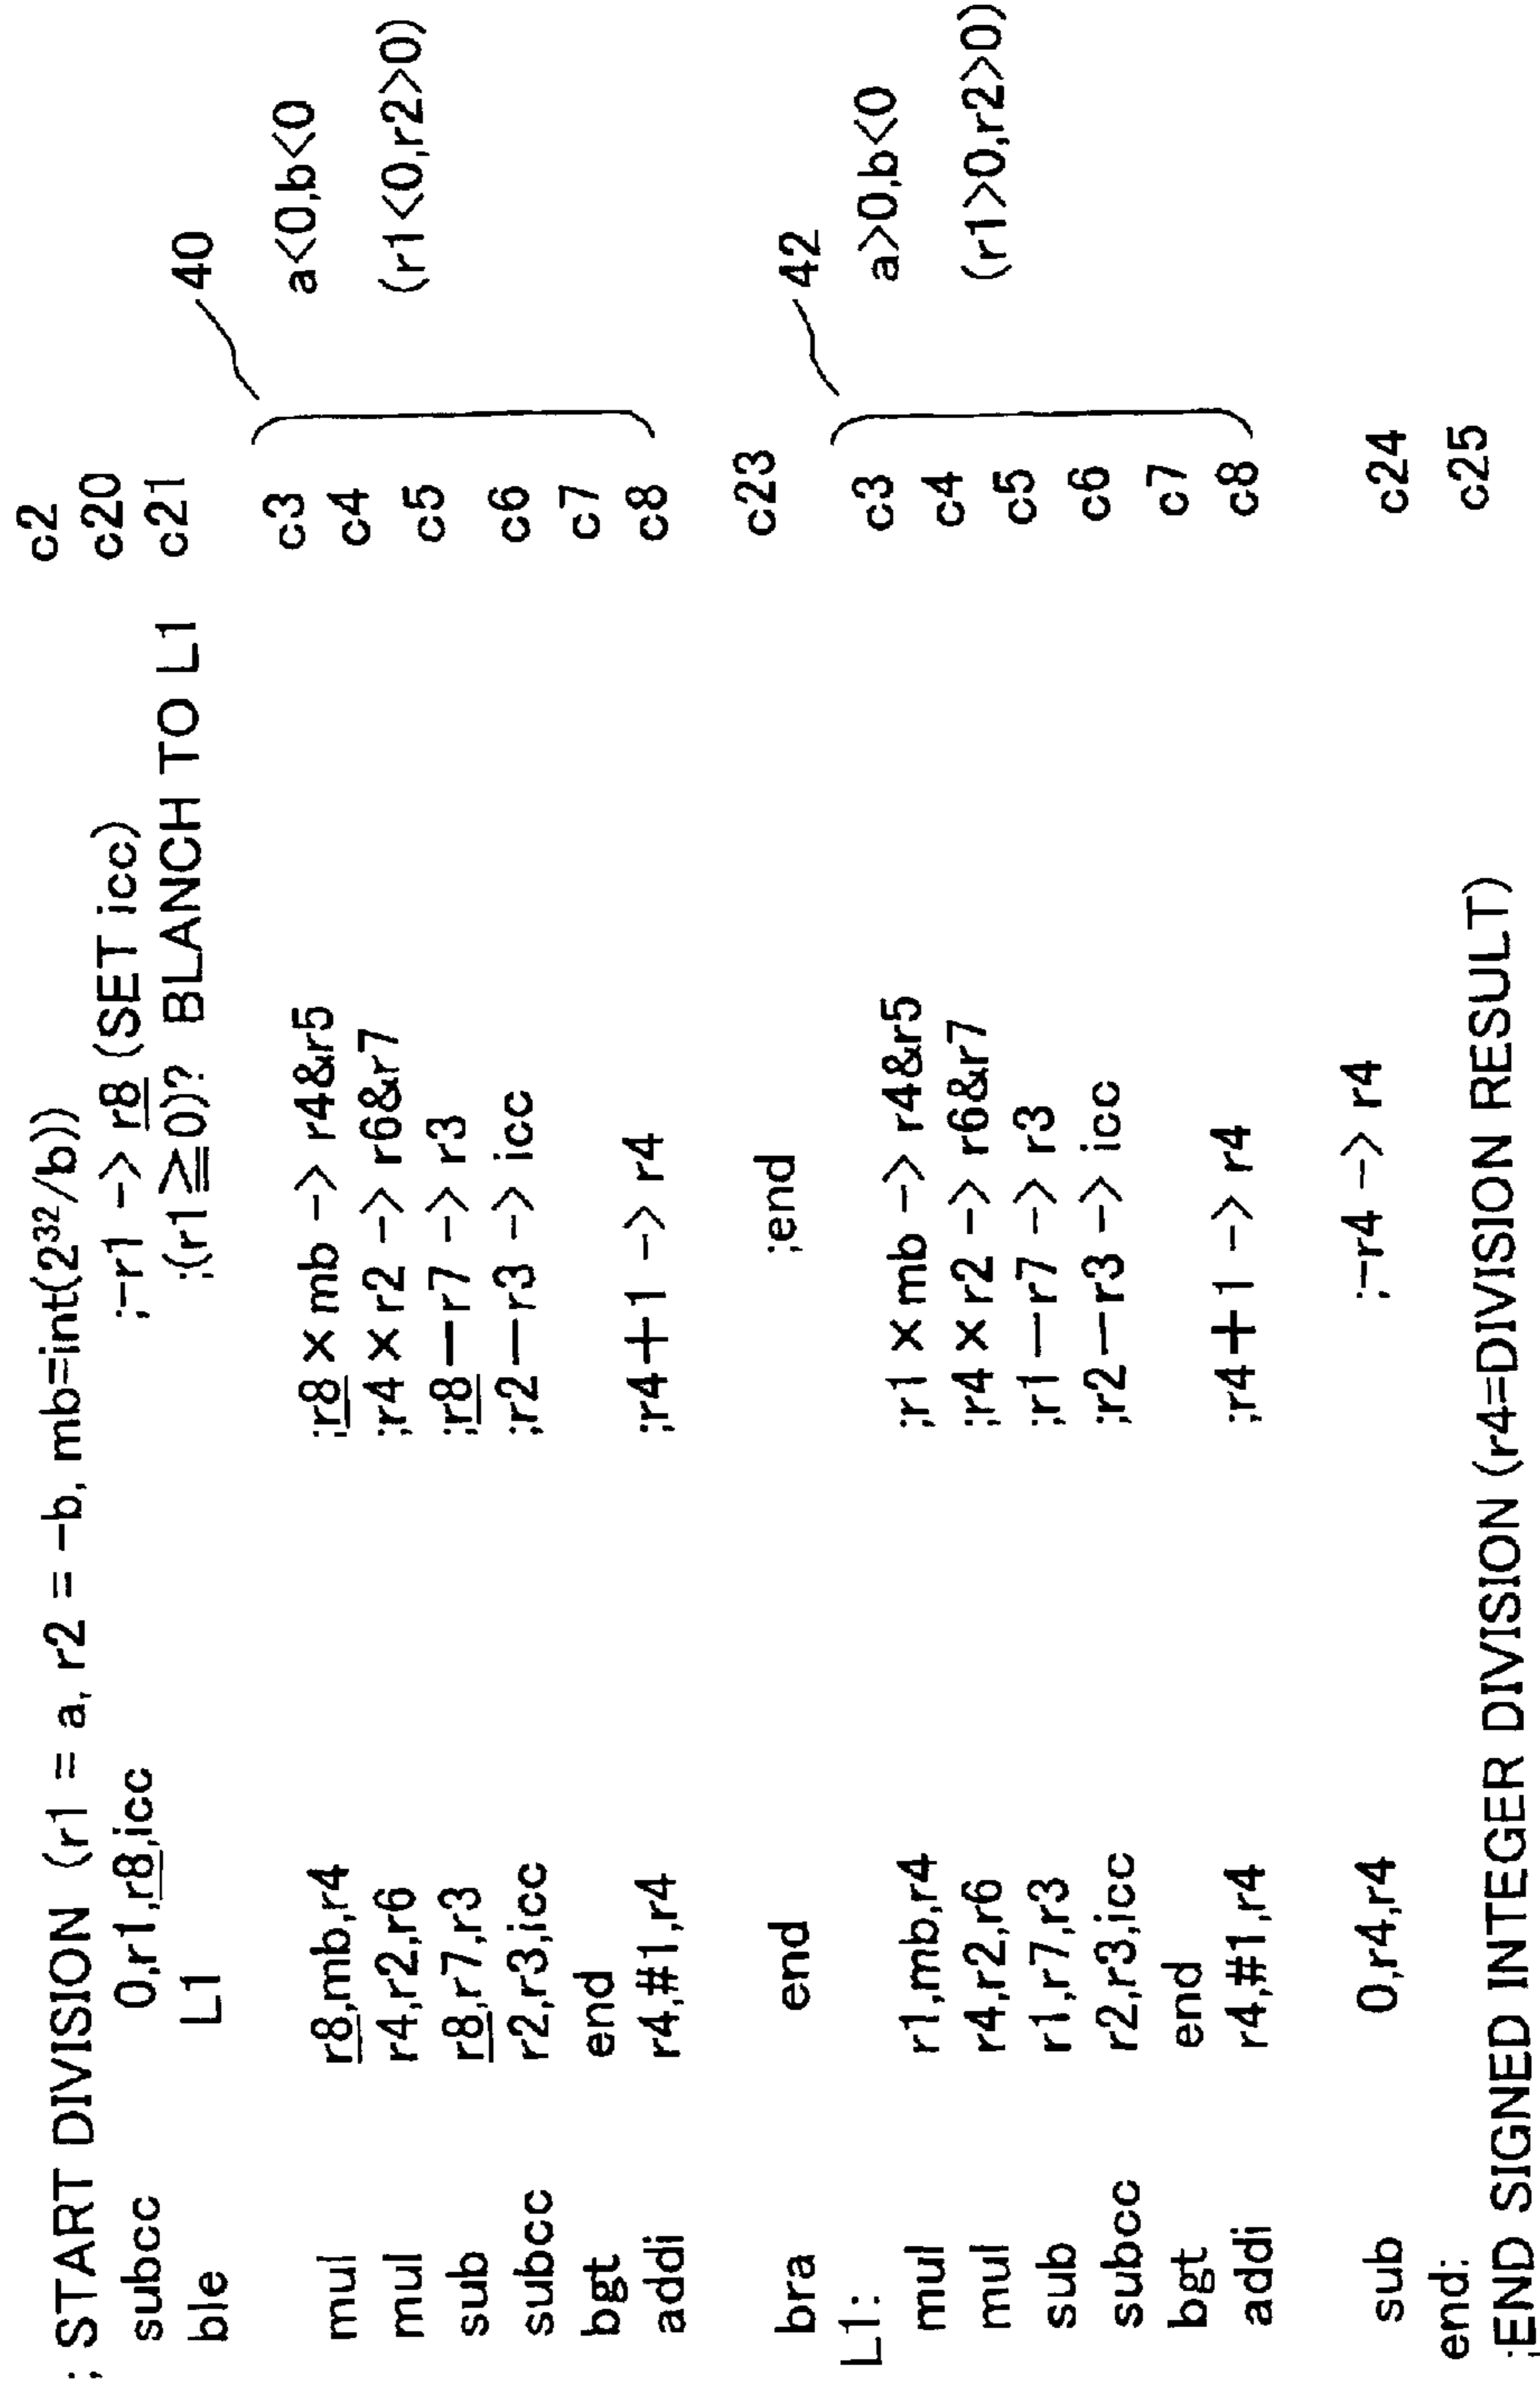 ; START DIVISION (r1 = a, r2 = -b, mb=int(2³²/b)) c2
subcc 0,r1,r8,icc ;-r1 -> r8 (SET icc) c20
ble L1 ;(r1≧0)? BLANCH TO L1 c21
40
mul r8,mb,r4 ;r8 × mb -> r4&r5 c3 a<0,b<0
mul r4,r2,r6 ;r4 × r2 -> r6&r7 c4
sub r8,r7,r3 ;r8—r7 -> r3 c5 (r1<0,r2>0)
subcc r2,r3,icc ;r2—r3 -> icc c6
bgt end c7
addi r4,#1,r4 ;r4+1 -> r4 c8
bra end ;end c23
42
L1:
mul r1,mb,r4 ;r1 × mb -> r4&r5 c3 a>0,b<0
mul r4,r2,r6 ;r4 × r2 -> r6&r7 c4
sub r1,r7,r3 ;r1—r7 -> r3 c5 (r1>0,r2>0)
subcc r2,r3,icc ;r2—r3 -> icc c6
bgt end c7
addi r4,#1,r4 ;r4+1 -> r4 c8
sub 0,r4,r4 ;-r4 -> r4 c24
end: c25
;END SIGNED INTEGER DIVISION (r4=DIVISION RESULT)